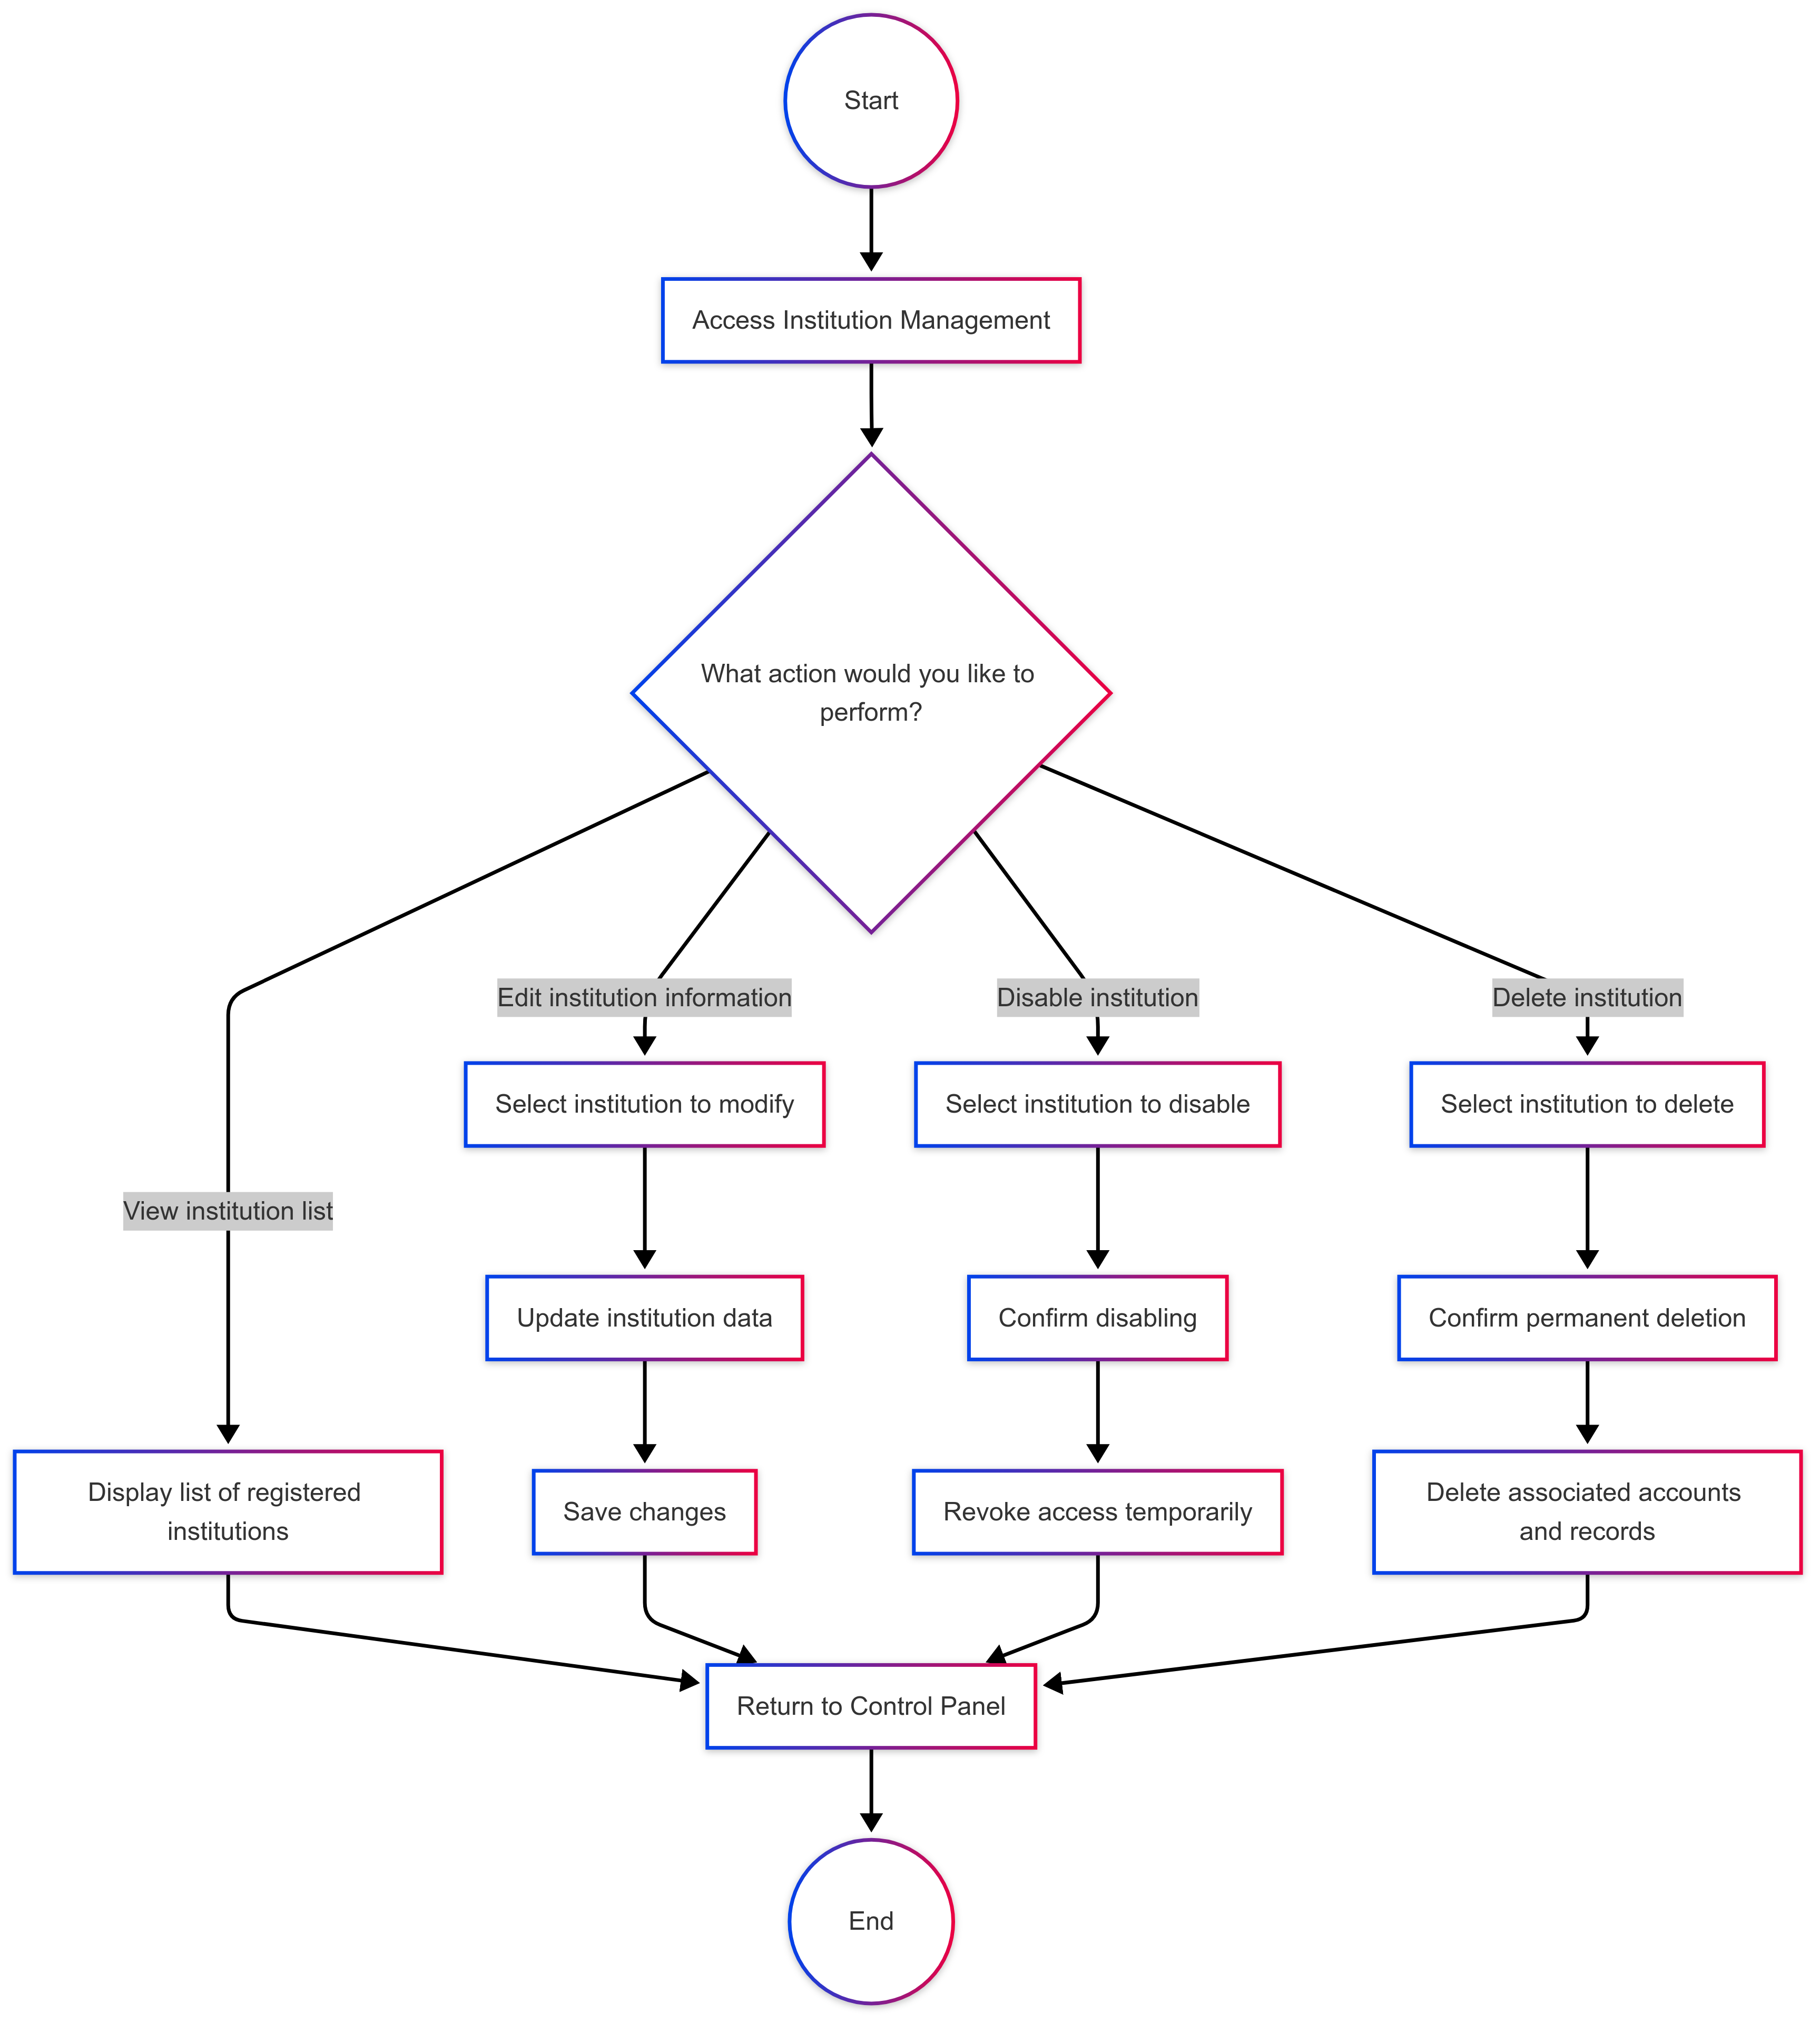 Start
Access Institution Management
What action would you like to
perform?
Edit institution information
Disable institution
Delete institution
Select institution to modify
Select institution to disable
Select institution to delete
View institution list
Update institution data
Confirm disabling
Confirm permanent deletion
Display list of registered
institutions
Save changes
Revoke access temporarily
Delete associated accounts
and records
Return to Control Panel
End